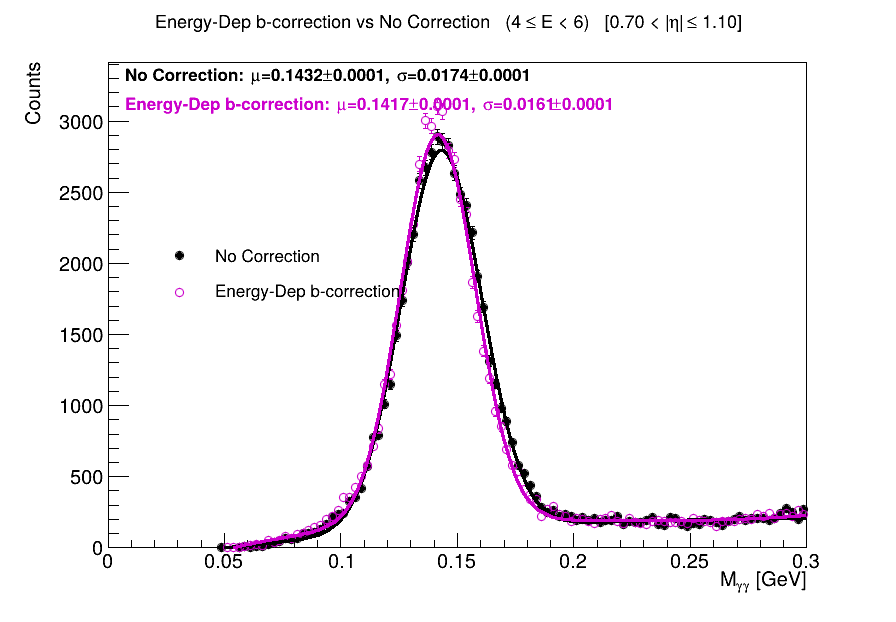 Energy-Dep b-correction vs No Correction (4 ≤ E < 6) [0.70 < |η| ≤ 1.10]
Counts
No Correction: μ=0.1432±0.0001, σ=0.0174±0.0001
Energy-Dep b-correction: μ=0.1417±0.0001, σ=0.0161±0.0001
3000
2500
2000
1500
1000
500
0
No Correction
Energy-Dep b-correction
0 0.05 0.1 0.15 0.2 0.25 0.3
M_γγ [GeV]